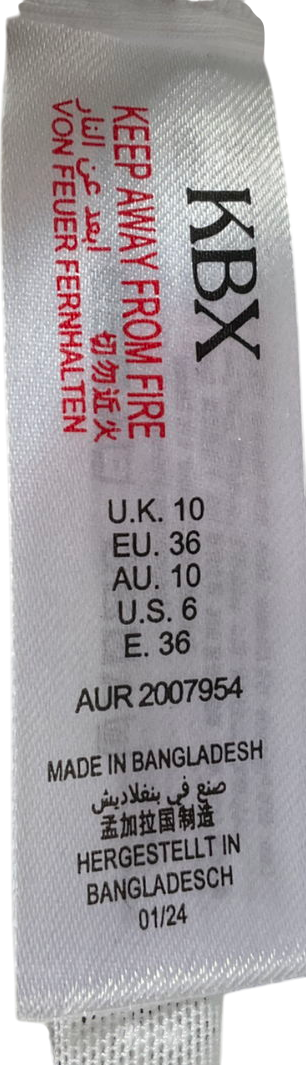 KBX
KEEP AWAY FROM FIRE
ابعد عن النار
切勿近火
VON FEUER FERNHALTEN
U.K. 10
EU. 36
AU. 10
U.S. 6
E. 36
AUR 2007954
MADE IN BANGLADESH
صنع في بنغلاديش
孟加拉国制造
HERGESTELLT IN
BANGLADESCH
01/24